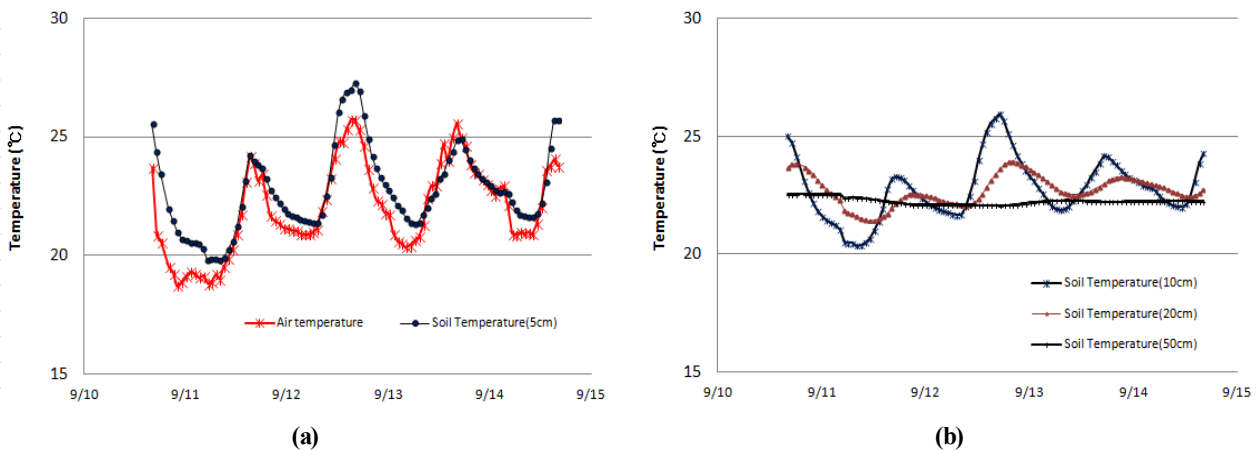 30
25
20
15
Temperature (℃)
9/10 9/11 9/12 9/13 9/14 9/15
Air temperature
Soil Temperature(5cm)
(a)
30
25
20
15
Temperature (℃)
9/10 9/11 9/12 9/13 9/14 9/15
Soil Temperature(10cm)
Soil Temperature(20cm)
Soil Temperature(50cm)
(b)